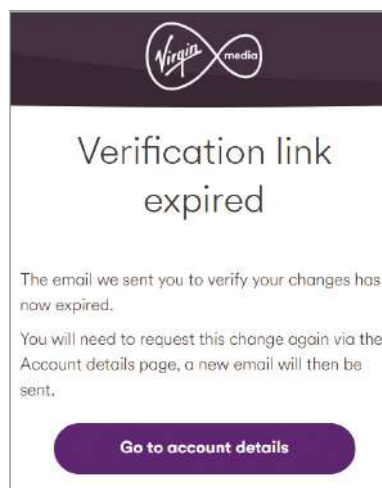 Virgin media
Verification link
expired
The email we sent you to verify your changes has
now expired.
You will need to request this change again via the
Account details page, a new email will then be
sent.
Go to account details